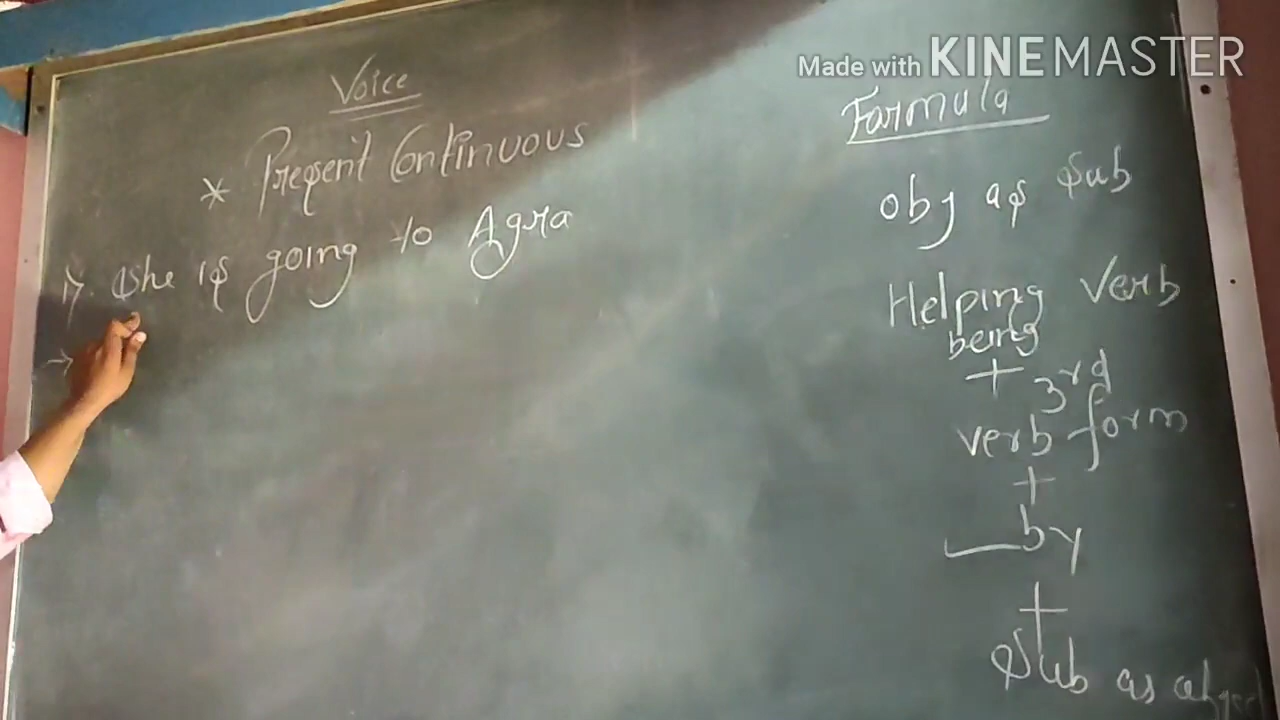 Made with KINEMASTER
Voice
* Present Continuous
1). She is going to Agra
→
Formula
obj as sub
Helping Verb
being
+ 3rd
verb form
+
by
+
Sub as